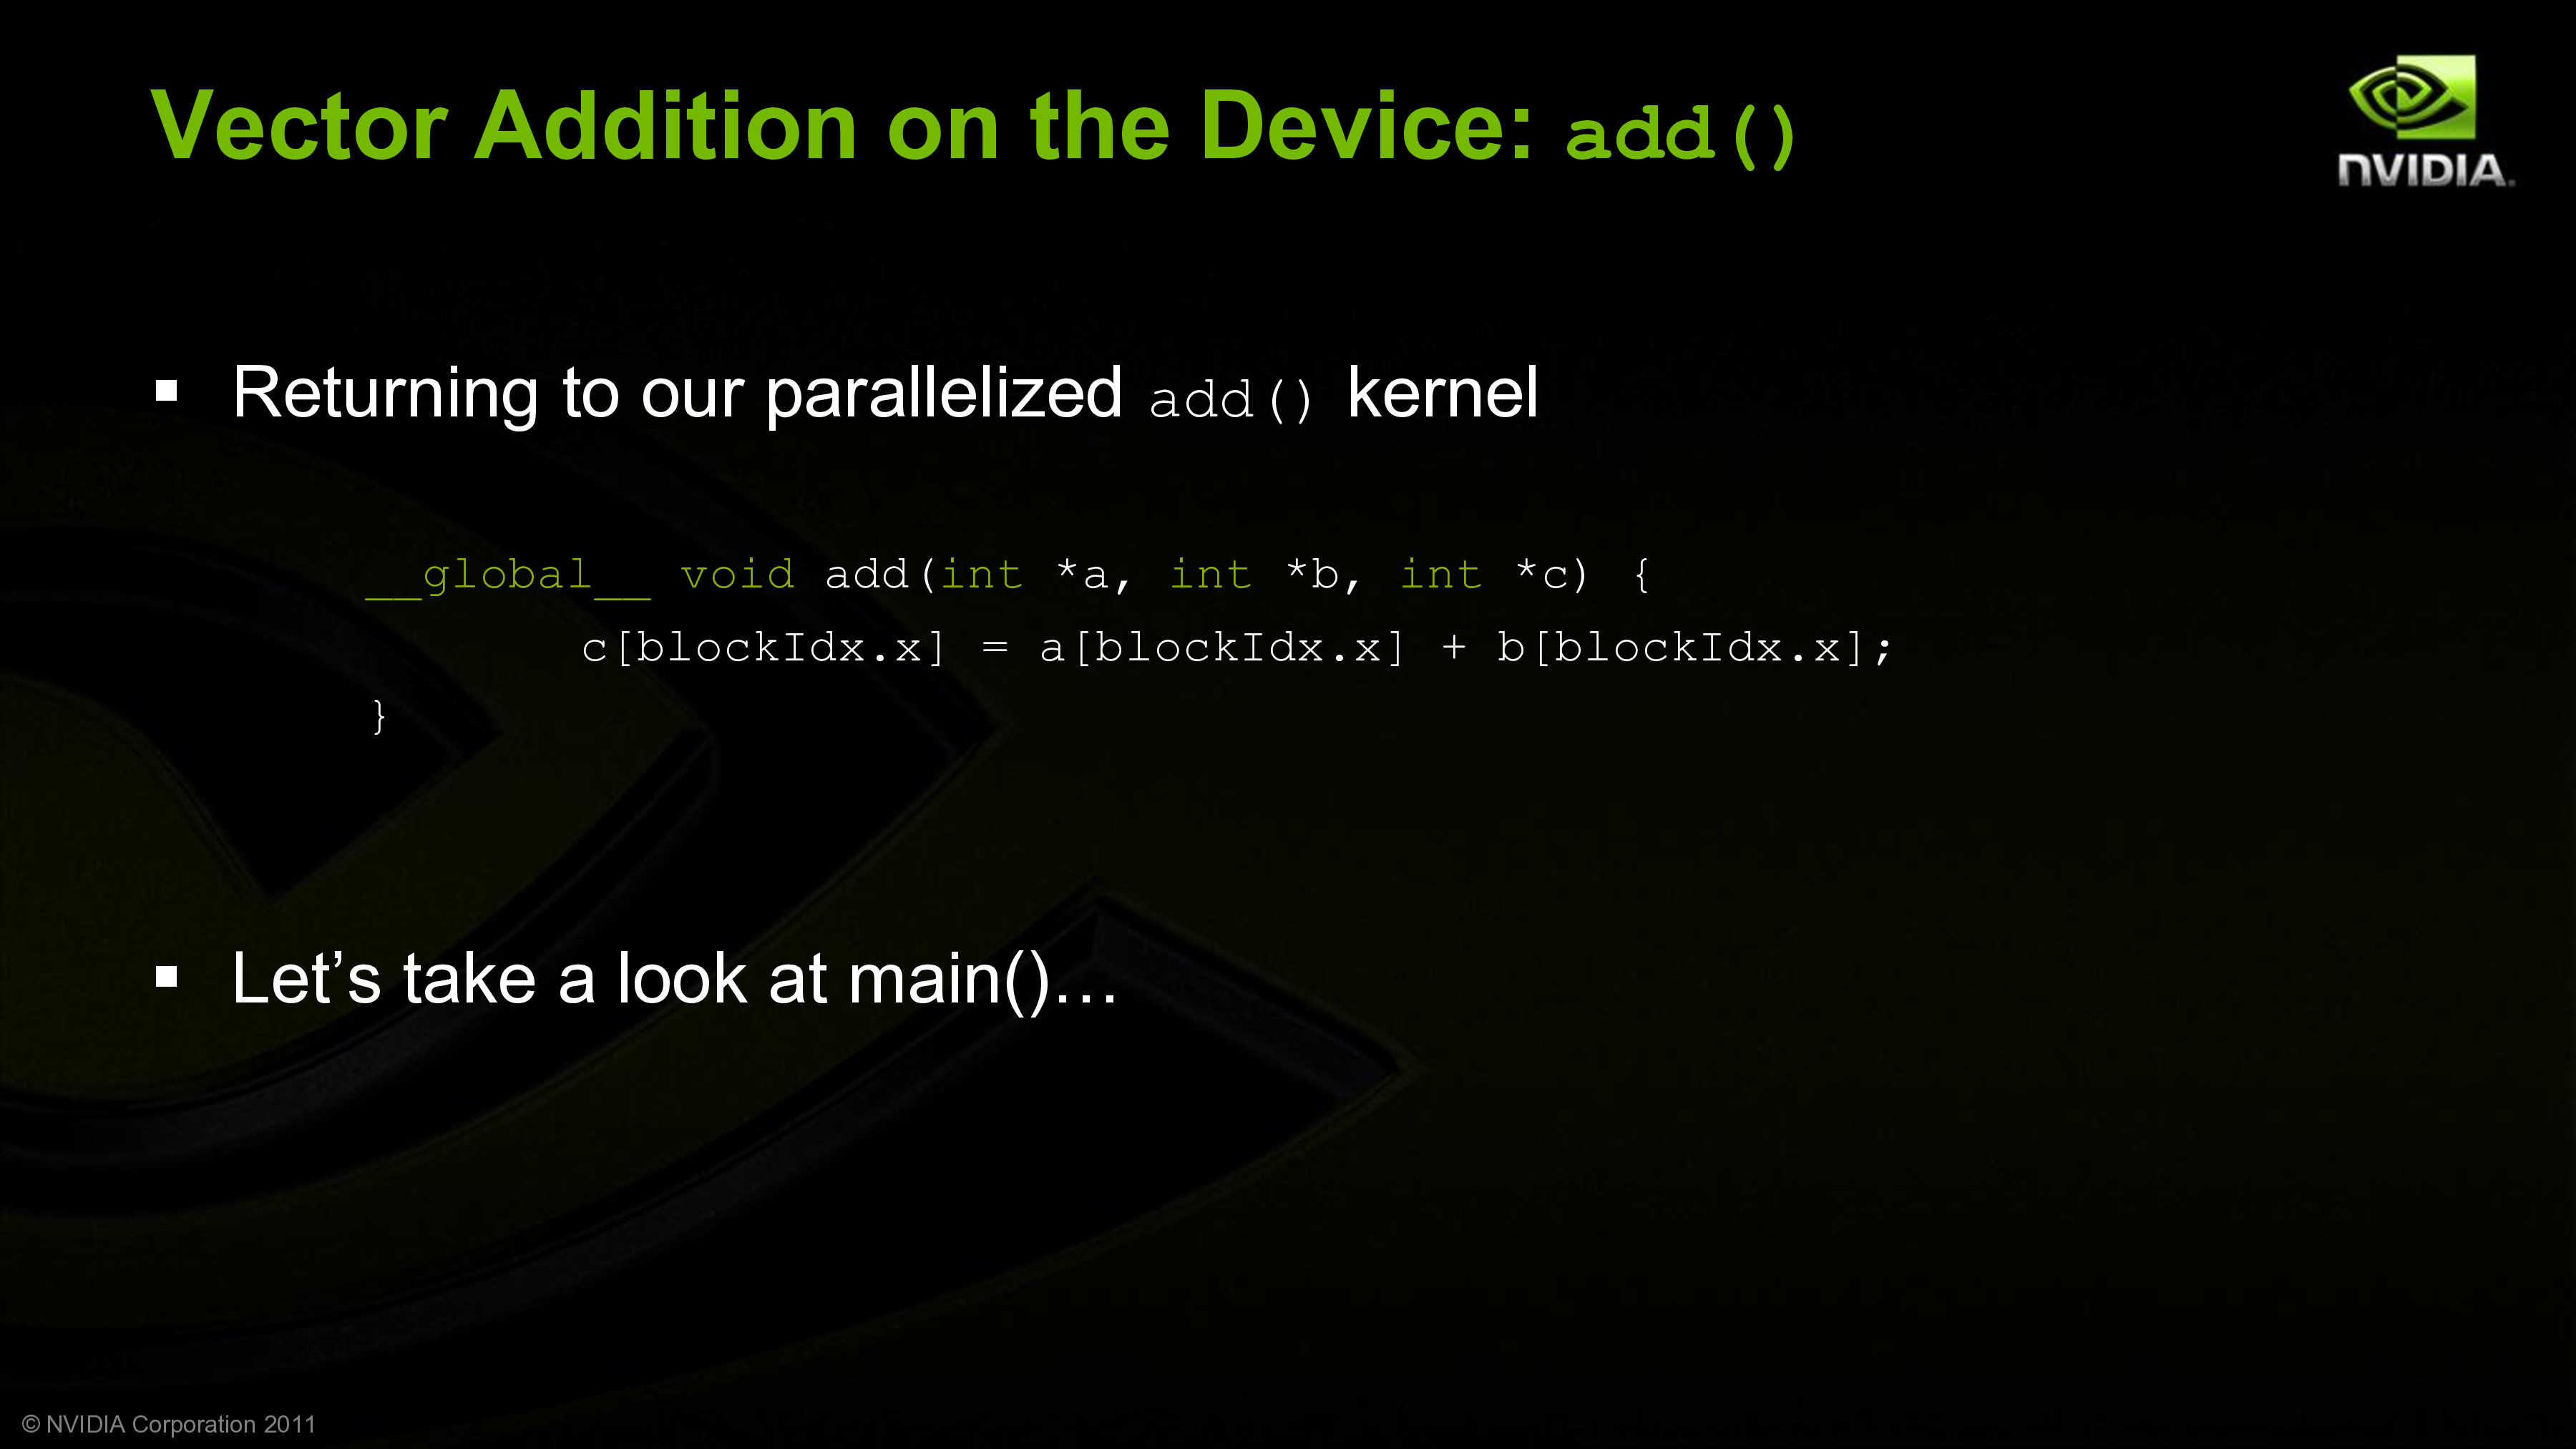 Vector Addition on the Device: add()
NVIDIA.
▪ Returning to our parallelized add() kernel
__global__ void add(int *a, int *b, int *c) {
c[blockIdx.x] = a[blockIdx.x] + b[blockIdx.x];
}
▪ Let’s take a look at main()…
© NVIDIA Corporation 2011